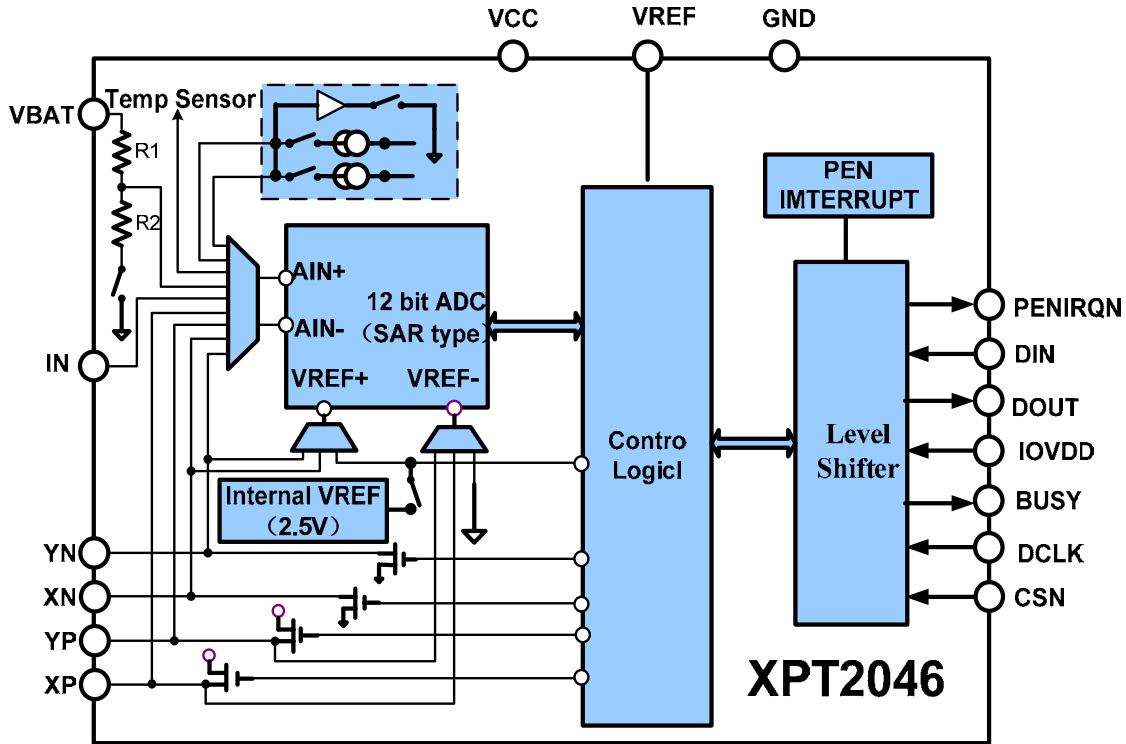 VCC
VREF
GND
VBAT
Temp Sensor
R1
R2
IN
AIN+
AIN-
12 bit ADC
（SAR type）
VREF+
VREF-
PEN
IMTERRUPT
PENIRQN
DIN
DOUT
IOVDD
BUSY
DCLK
CSN
Contro
Logicl
Level
Shifter
Internal VREF
（2.5V）
YN
XN
YP
XP
XPT2046